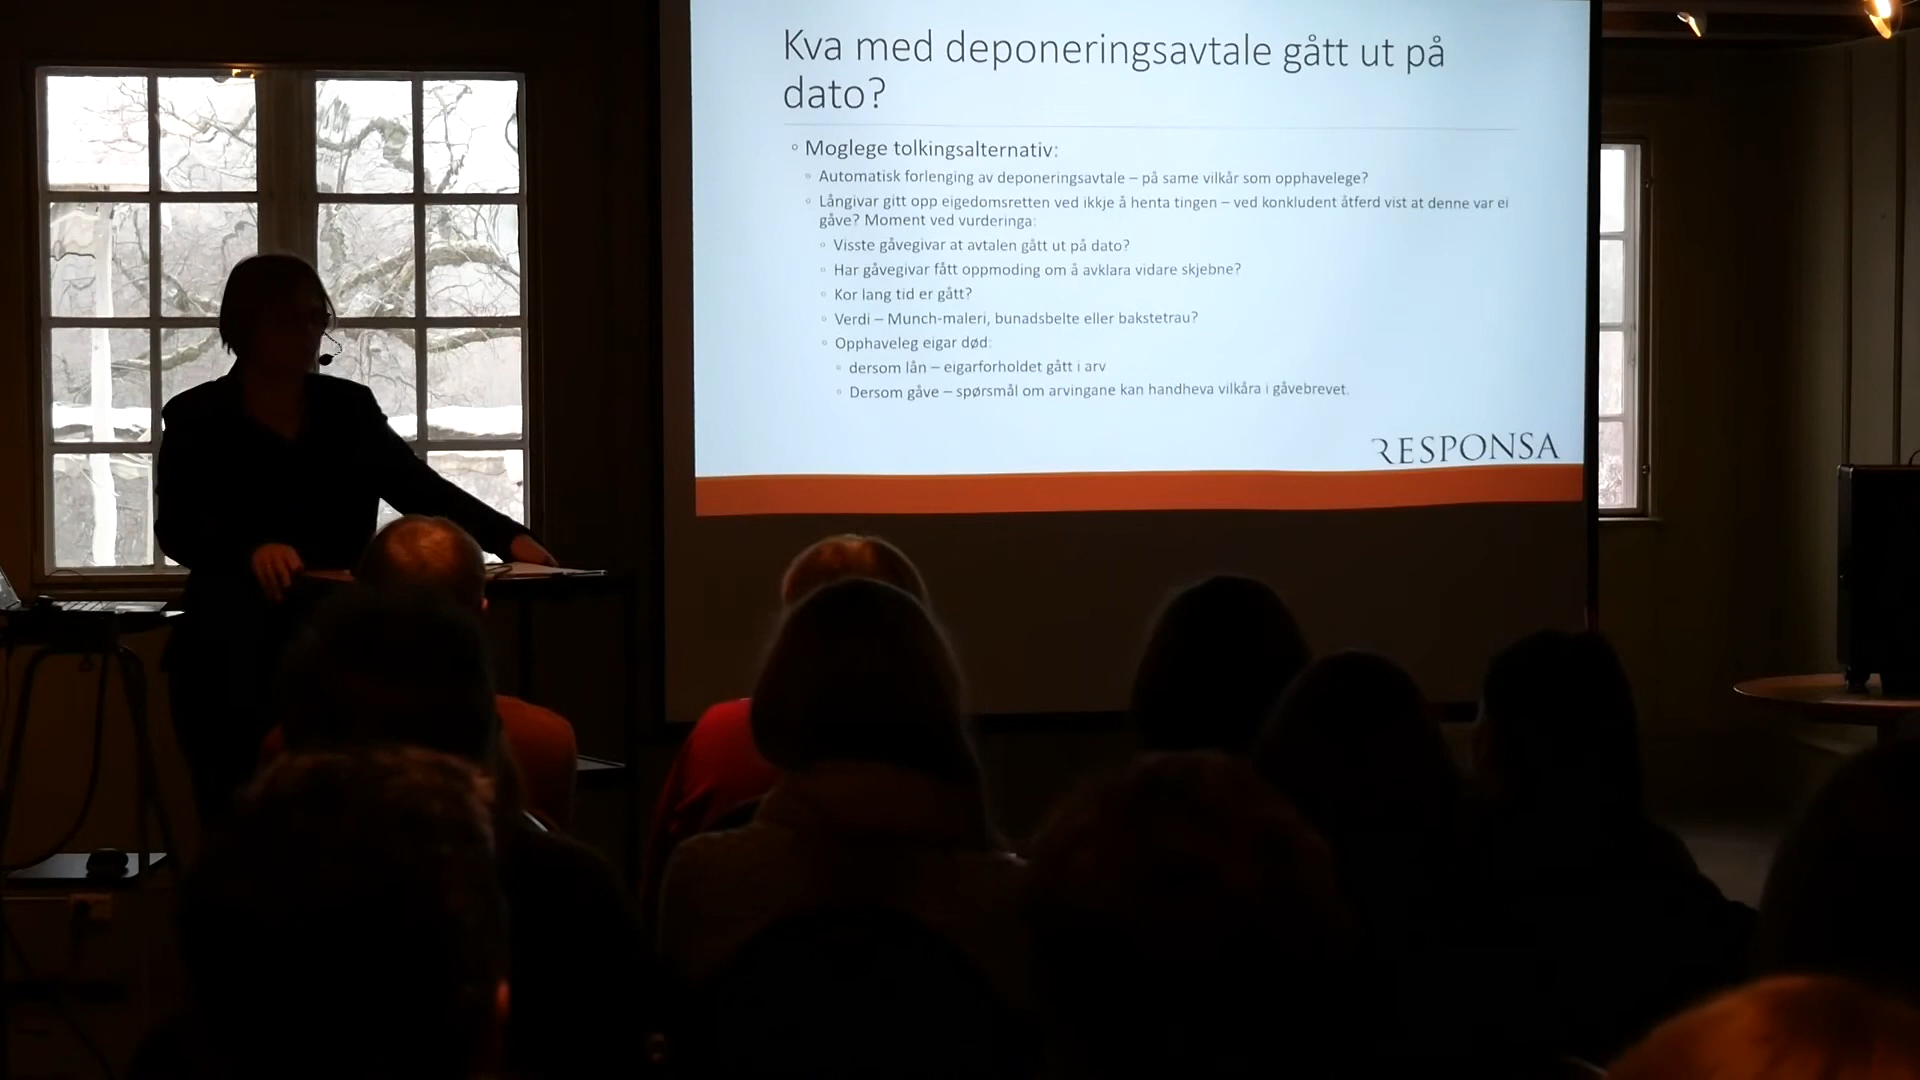 Kva med deponeringsavtale gått ut på
dato?
Moglege tolkingsalternativ:
Automatisk forlenging av deponeringsavtale – på same vilkår som opphavelege?
Långivar gitt opp eigedomsretten ved ikkje å henta tingen – ved konkludent åtferd vist at denne var ei
gåve? Moment ved vurderinga:
Visste gåvegivar at avtalen gått ut på dato?
Har gåvegivar fått oppmoding om å avklara vidare skjebne?
Kor lang tid er gått?
Verdi – Munch-maleri, bunadsbelte eller bakstetrau?
Opphaveleg eigar død:
dersom lån – eigarforholdet gått i arv
Dersom gåve – spørsmål om arvingane kan handheva vilkåra i gåvebrevet.
RESPONSA